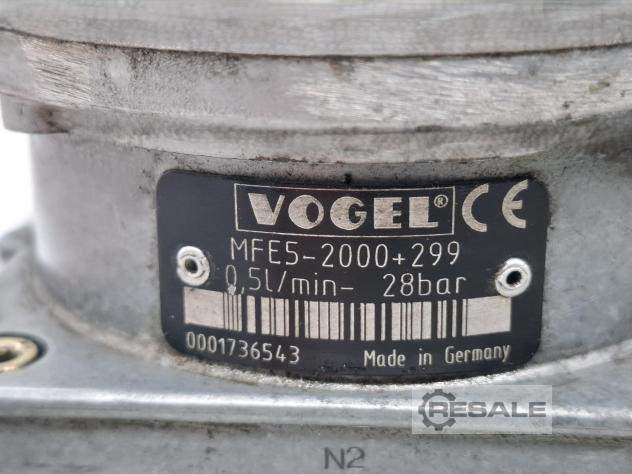 VOGEL® CE
MFE5-2000+299
0,5l/min- 28bar
0001736543 Made in Germany
RESALE
N2